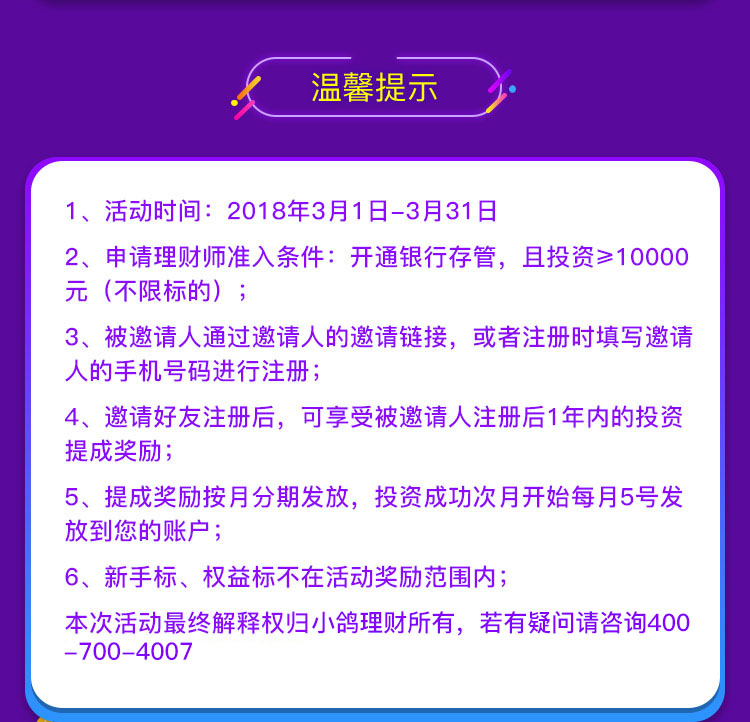 温馨提示
1、活动时间：2018年3月1日-3月31日
2、申请理财师准入条件：开通银行存管，且投资≥10000
元（不限标的）；
3、被邀请人通过邀请人的邀请链接，或者注册时填写邀请
人的手机号码进行注册；
4、邀请好友注册后，可享受被邀请人注册后1年内的投资
提成奖励；
5、提成奖励按月分期发放，投资成功次月开始每月5号发
放到您的账户；
6、新手标、权益标不在活动奖励范围内；
本次活动最终解释权归小鸽理财所有，若有疑问请咨询400
-700-4007